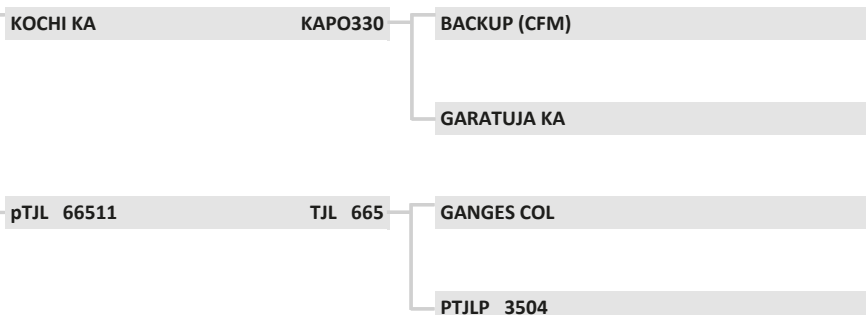 KOCHI KA KAPO330 BACKUP (CFM)
GARATUJA KA
pTJL 66511 TJL 665 GANGES COL
PTJLP 3504